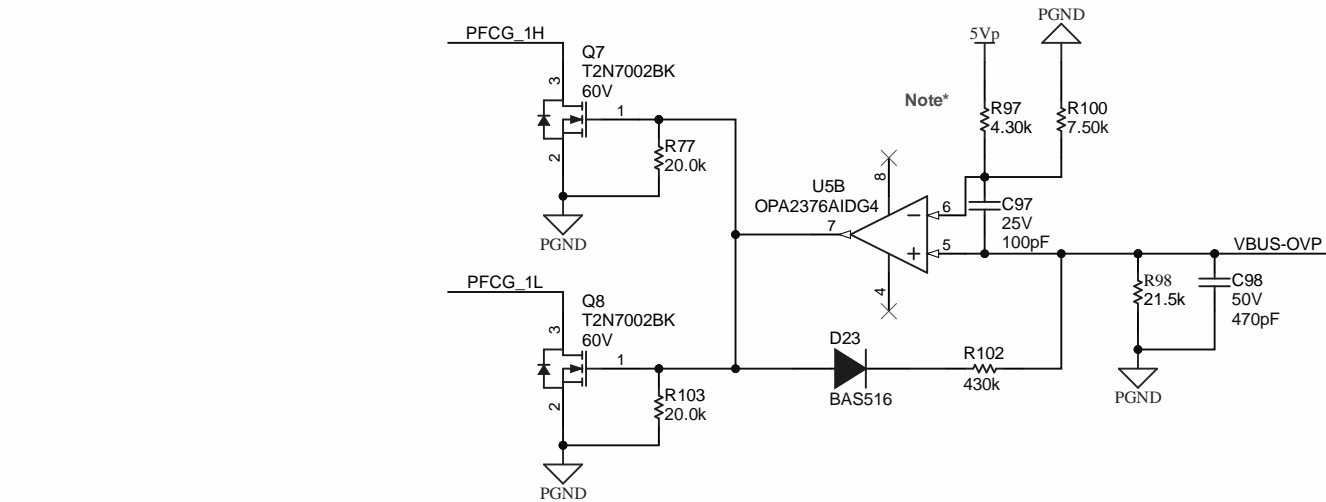 PFCG_1H
Q7
T2N7002BK
60V
3
1
2
R77
20.0k
PGND
PFCG_1L
Q8
T2N7002BK
60V
3
1
2
R103
20.0k
PGND
U5B
OPA2376AIDG4
8
7
6
5
4
Note*
5Vp
PGND
R97
4.30k
R100
7.50k
C97
25V
100pF
VBUS-OVP
R98
21.5k
C98
50V
470pF
PGND
D23
BAS516
R102
430k